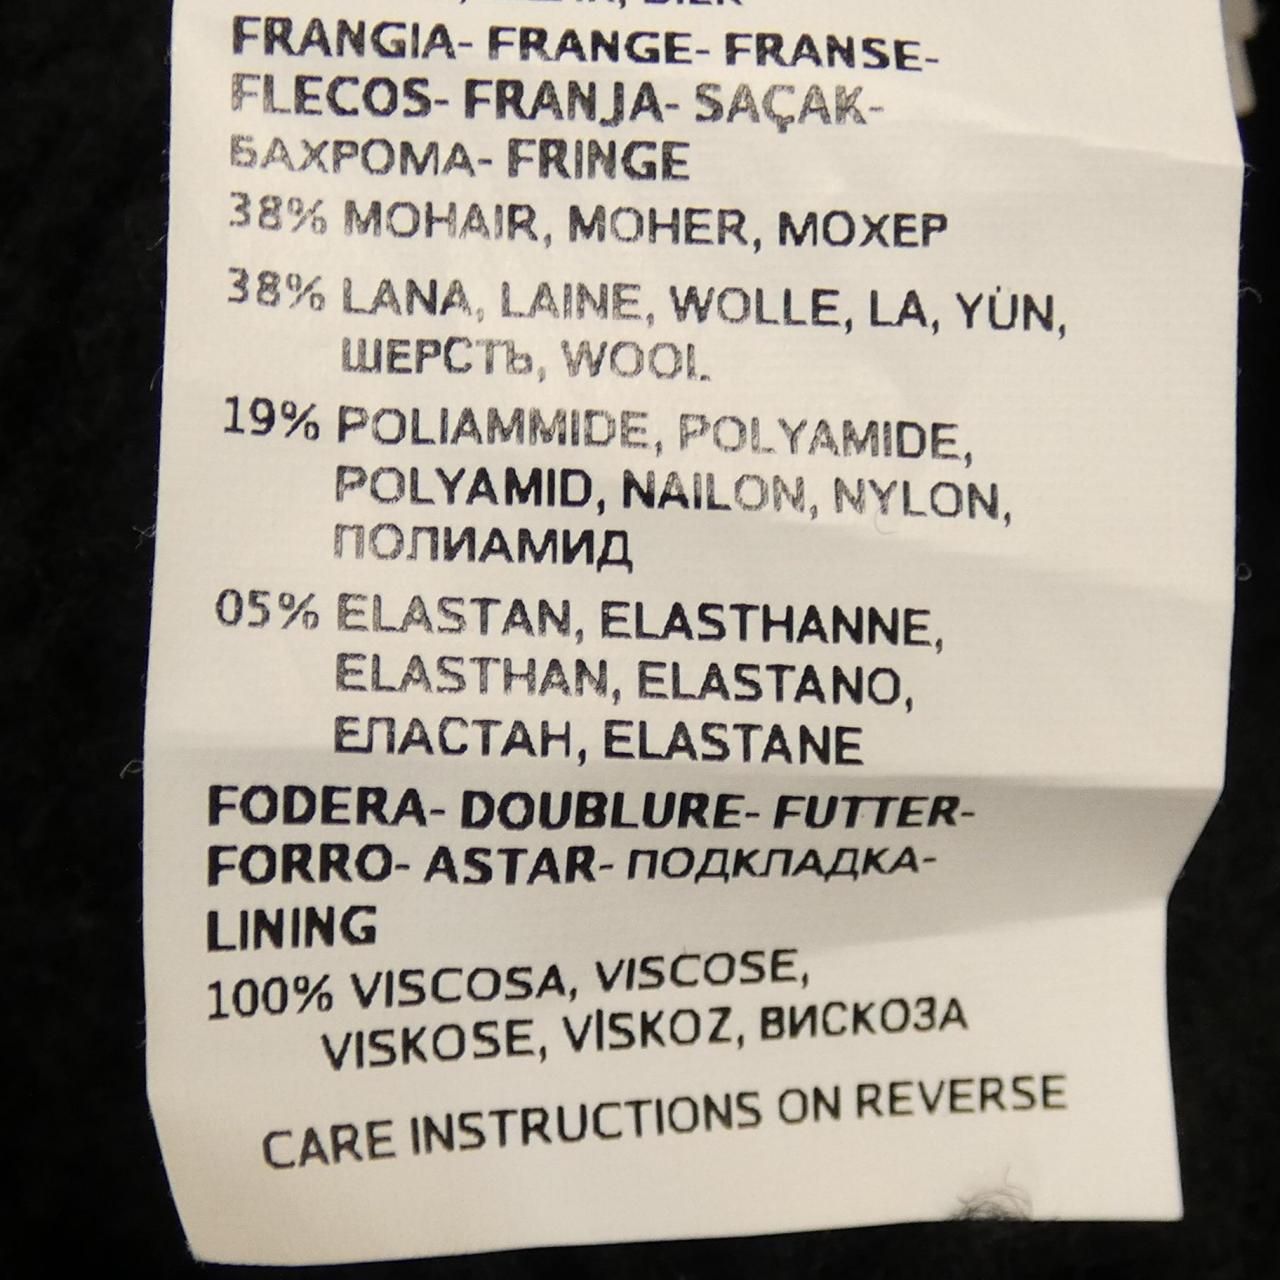 FRANGIA- FRANGE- FRANSE-
FLECOS- FRANJA- SAÇAK-
БАХРОМА- FRINGE
38% MOHAIR, MOHER, МОХЕР
38% LANA, LAINE, WOLLE, LA, YÜN,
ШЕРСТЬ, WOOL
19% POLIAMMIDE, POLYAMIDE,
POLYAMID, NAILON, NYLON,
ПОЛИАМИД
05% ELASTAN, ELASTHANNE,
ELASTHAN, ELASTANO,
ЕЛАСТАН, ELASTANE
FODERA- DOUBLURE- FUTTER-
FORRO- ASTAR- ПОДКЛАДКА-
LINING
100% VISCOSA, VISCOSE,
VISKOSE, VİSKOZ, ВИСКОЗА
CARE INSTRUCTIONS ON REVERSE